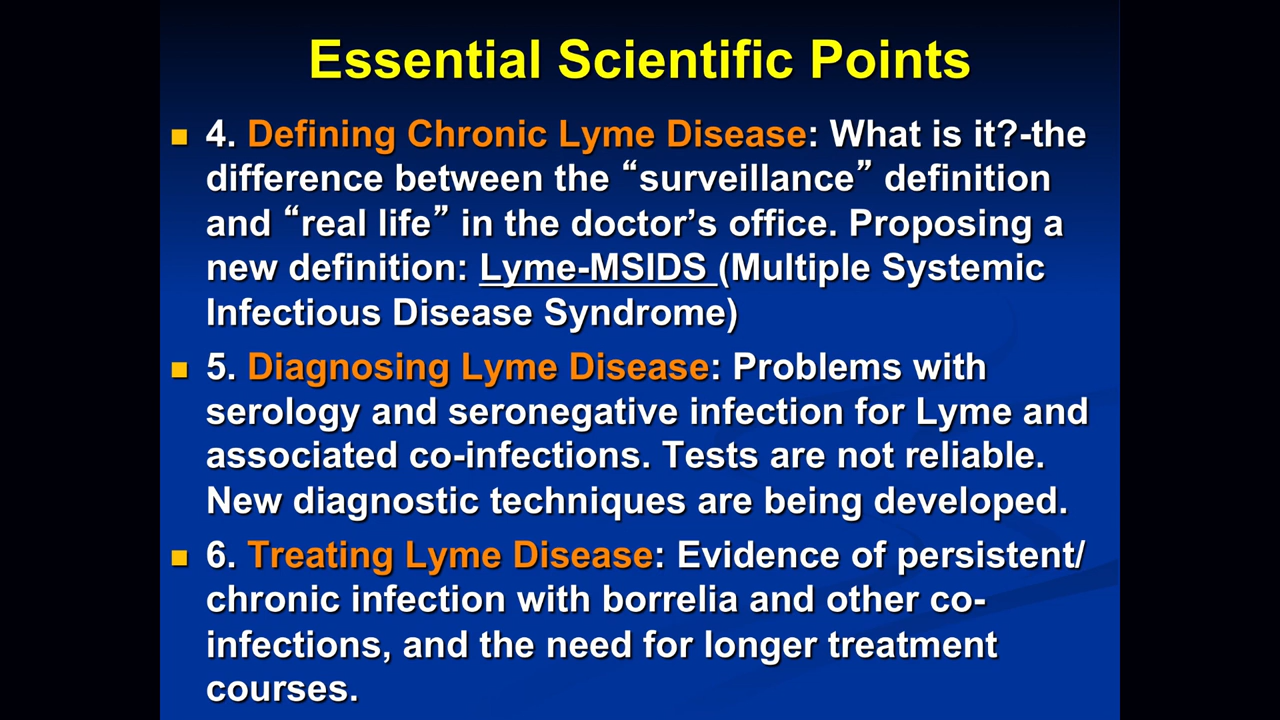 Essential Scientific Points
4. Defining Chronic Lyme Disease: What is it?-the
difference between the “surveillance” definition
and “real life” in the doctor’s office. Proposing a
new definition: Lyme-MSIDS (Multiple Systemic
Infectious Disease Syndrome)
5. Diagnosing Lyme Disease: Problems with
serology and seronegative infection for Lyme and
associated co-infections. Tests are not reliable.
New diagnostic techniques are being developed.
6. Treating Lyme Disease: Evidence of persistent/
chronic infection with borrelia and other co-
infections, and the need for longer treatment
courses.